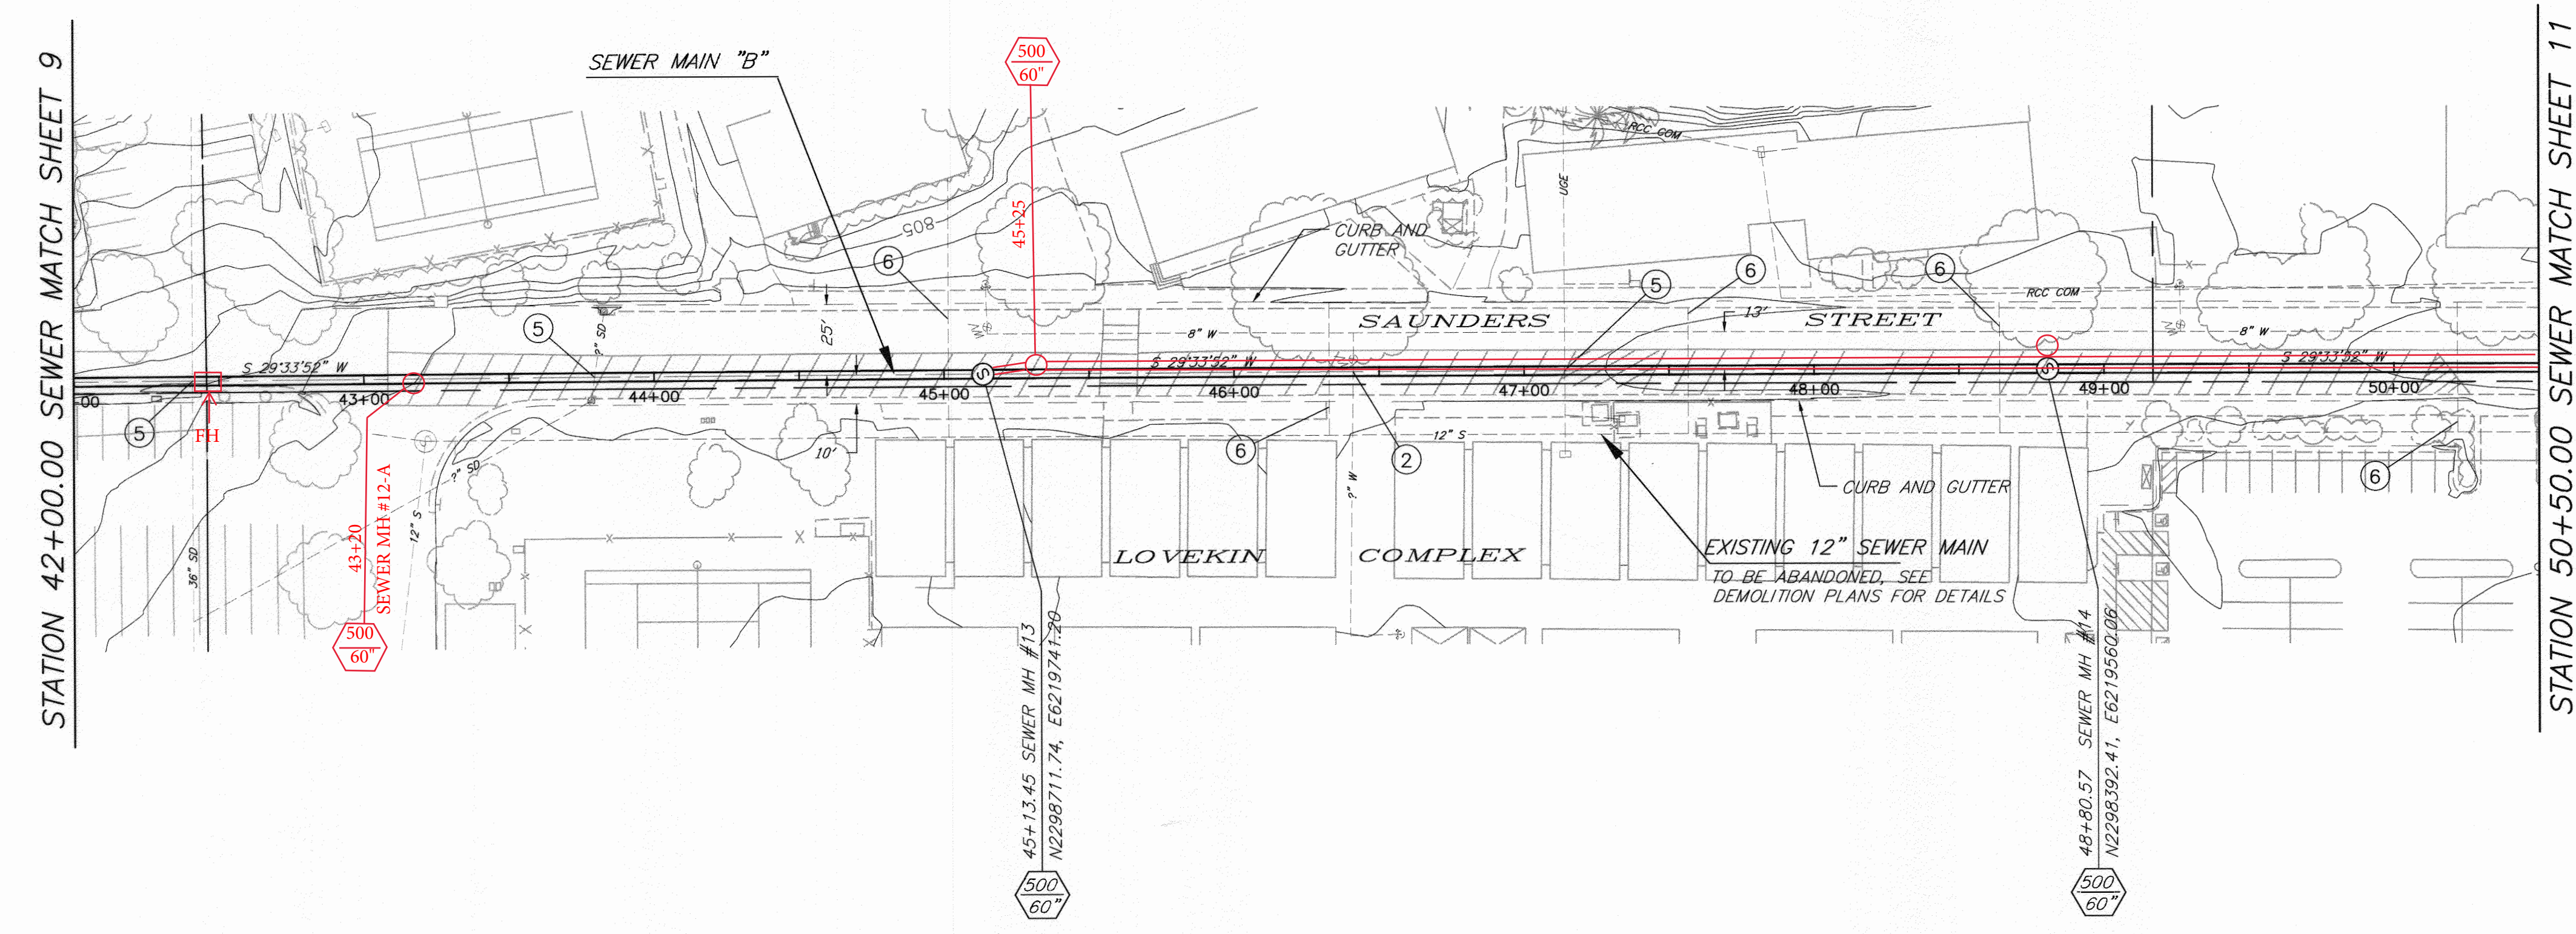 STATION 42+00.00 SEWER MATCH SHEET 9
SEWER MAIN "B"
500
60"
45+25
805
6
25'
5
?" SD
S 29°33'52" W
00
43+00
44+00
45+00
46+00
47+00
48+00
49+00
50+00
5
FH
36" SD
43+20
SEWER MH #12-A
500
60"
12" S
?" SD
10'
S
S
W
8" W
S 29°33'52" W
CURB AND
GUTTER
SAUNDERS STREET
UGE
RCC COM
5
6
13'
6
RCC COM
S
S 29°33'52" W
8" W
W
6
2
12" S
?" W
6
LOVEKIN COMPLEX
CURB AND GUTTER
EXISTING 12" SEWER MAIN
TO BE ABANDONED, SEE
DEMOLITION PLANS FOR DETAILS
45+13.45 SEWER MH #13
N2298711.74, E6219741.20
500
60"
48+80.57 SEWER MH #14
N2298392.41, E6219560.06
500
60"
STATION 50+50.00 SEWER MATCH SHEET 11